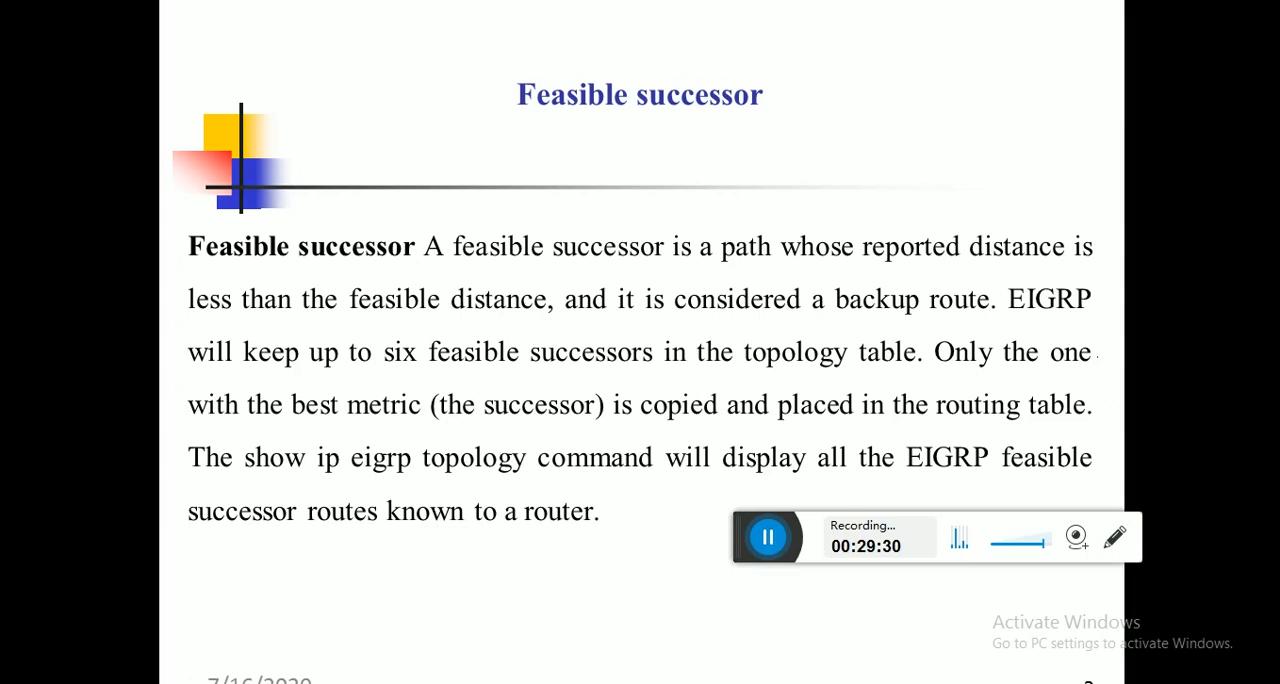 Feasible successor
Feasible successor A feasible successor is a path whose reported distance is
less than the feasible distance, and it is considered a backup route. EIGRP
will keep up to six feasible successors in the topology table. Only the one
with the best metric (the successor) is copied and placed in the routing table.
The show ip eigrp topology command will display all the EIGRP feasible
successor routes known to a router.
Recording...
00:29:30
Activate Windows
Go to PC settings to activate Windows.
7/16/2020